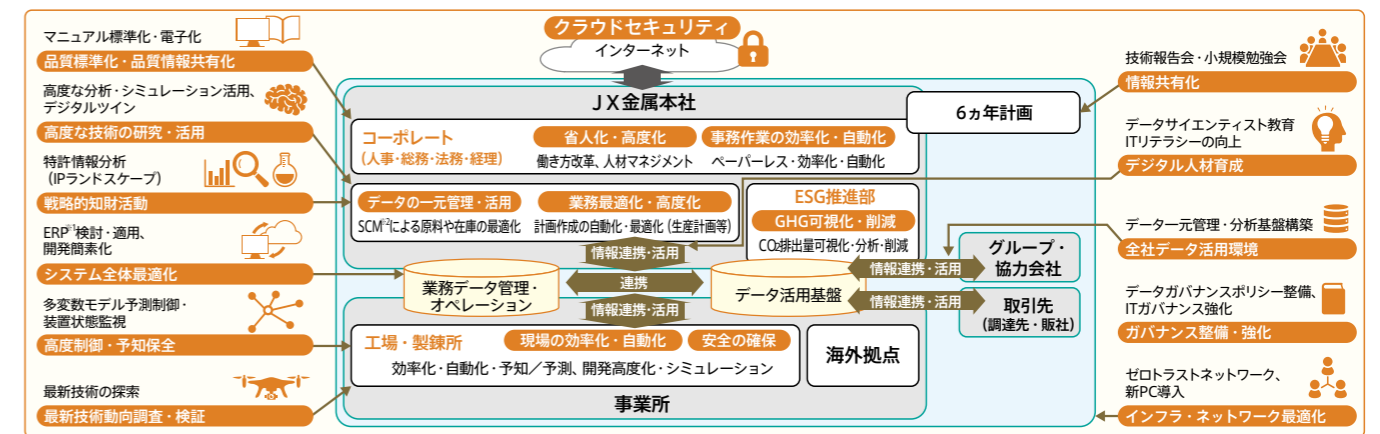 マニュアル標準化・電子化
品質標準化・品質情報共有化
高度な分析・シミュレーション活用、
デジタルツイン
高度な技術の研究・活用
特許情報分析
(IPランドスケープ)
戦略的知財活動
ERP※1検討・適用、
開発簡素化
システム全体最適化
多変数モデル予測制御・
装置状態監視
高度制御・予知保全
最新技術の探索
最新技術動向調査・検証
クラウドセキュリティ
インターネット
JX金属本社
6ヵ年計画
コーポレート
(人事・総務・法務・経理)
省人化・高度化
働き方改革、人材マネジメント
事務作業の効率化・自動化
ペーパーレス・効率化・自動化
データの一元管理・活用
SCM※2による原料や在庫の最適化
業務最適化・高度化
計画作成の自動化・最適化(生産計画等)
ESG推進部
GHG可視化・削減
CO2排出量可視化・分析・削減
情報連携・活用
業務データ管理・
オペレーション
連携
データ活用基盤
情報連携・活用
情報連携・活用
グループ・
協力会社
情報連携・活用
取引先
(調達先・販社)
工場・製錬所
現場の効率化・自動化
安全の確保
効率化・自動化・予知/予測、開発高度化・シミュレーション
海外拠点
事業所
技術報告会・小規模勉強会
情報共有化
データサイエンティスト教育
ITリテラシーの向上
デジタル人材育成
データ一元管理・分析基盤構築
全社データ活用環境
データガバナンスポリシー整備、
ITガバナンス強化
ガバナンス整備・強化
ゼロトラストネットワーク、
新PC導入
インフラ・ネットワーク最適化